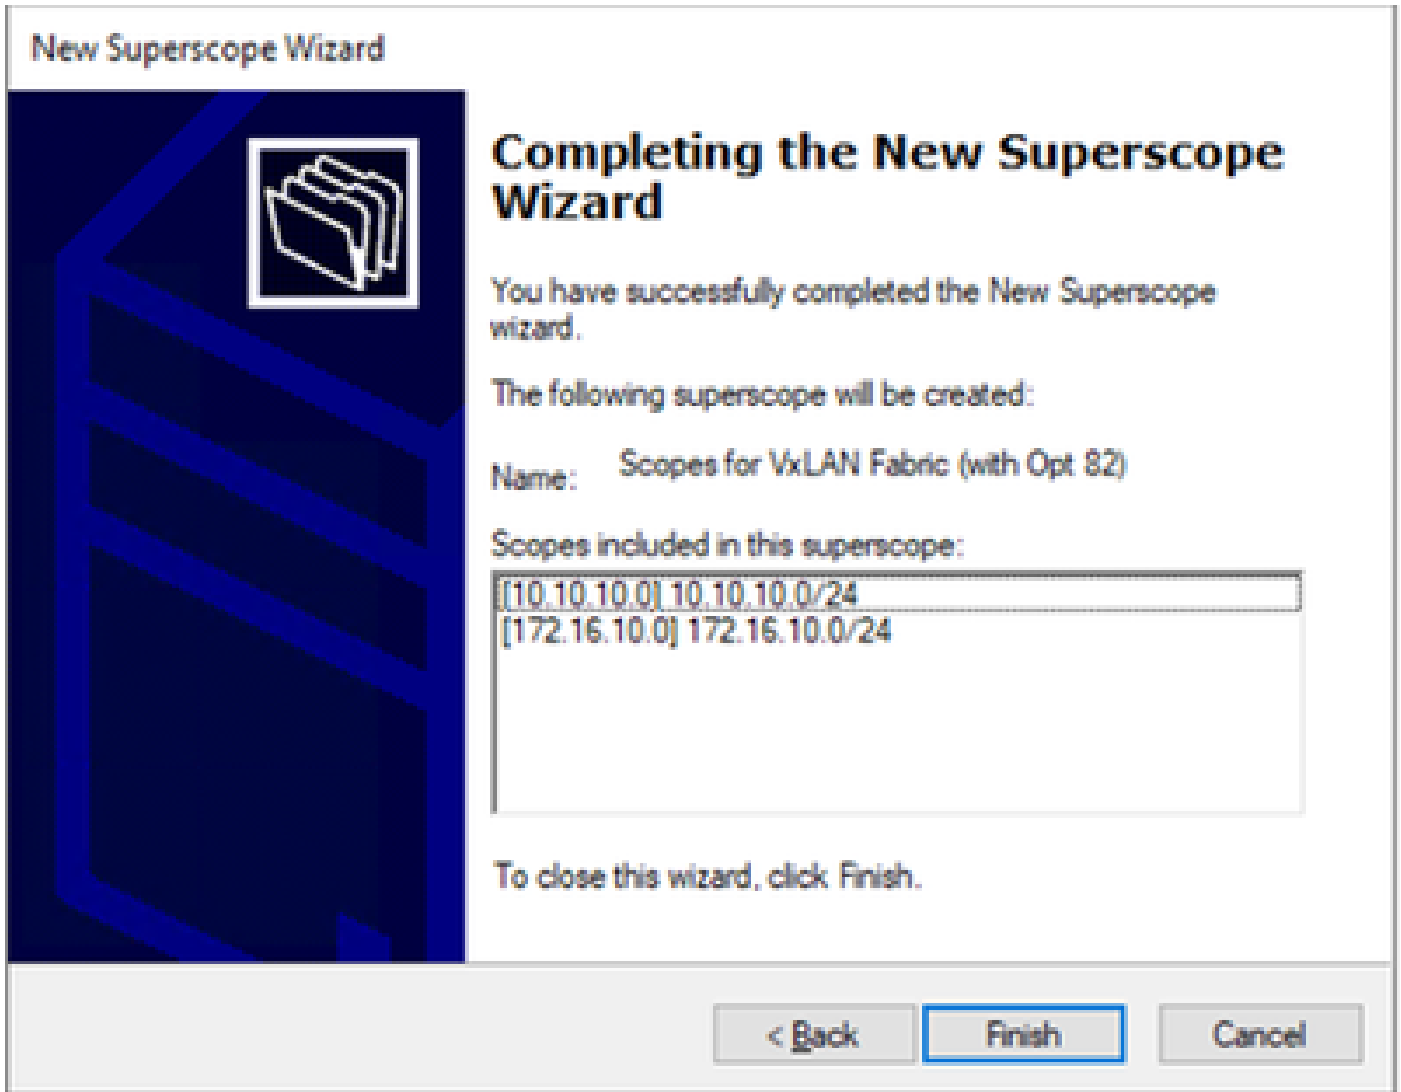 New Superscope Wizard
Completing the New Superscope
Wizard
You have successfully completed the New Superscope
wizard.
The following superscope will be created:
Name: Scopes for VxLAN Fabric (with Opt 82)
Scopes included in this superscope:
[10.10.10.0] 10.10.10.0/24
[172.16.10.0] 172.16.10.0/24
To close this wizard, click Finish.
< Back Finish Cancel